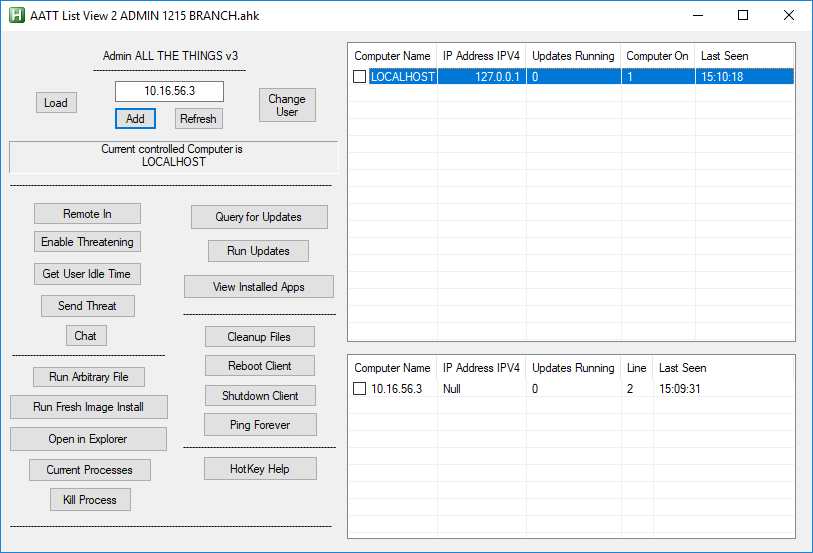 AATT List View 2 ADMIN 1215 BRANCH.ahk
Admin ALL THE THINGS v3
Load
10.16.56.3
Add
Refresh
Change
User
Current controlled Computer is
LOCALHOST
Remote In
Enable Threatening
Get User Idle Time
Send Threat
Chat
Run Arbitrary File
Run Fresh Image Install
Open in Explorer
Current Processes
Kill Process
Query for Updates
Run Updates
View Installed Apps
Cleanup Files
Reboot Client
Shutdown Client
Ping Forever
HotKey Help
Computer Name IP Address IPV4 Updates Running Computer On Last Seen
LOCALHOST 127.0.0.1 0 1 15:10:18
Computer Name IP Address IPV4 Updates Running Line Last Seen
10.16.56.3 Null 0 2 15:09:31